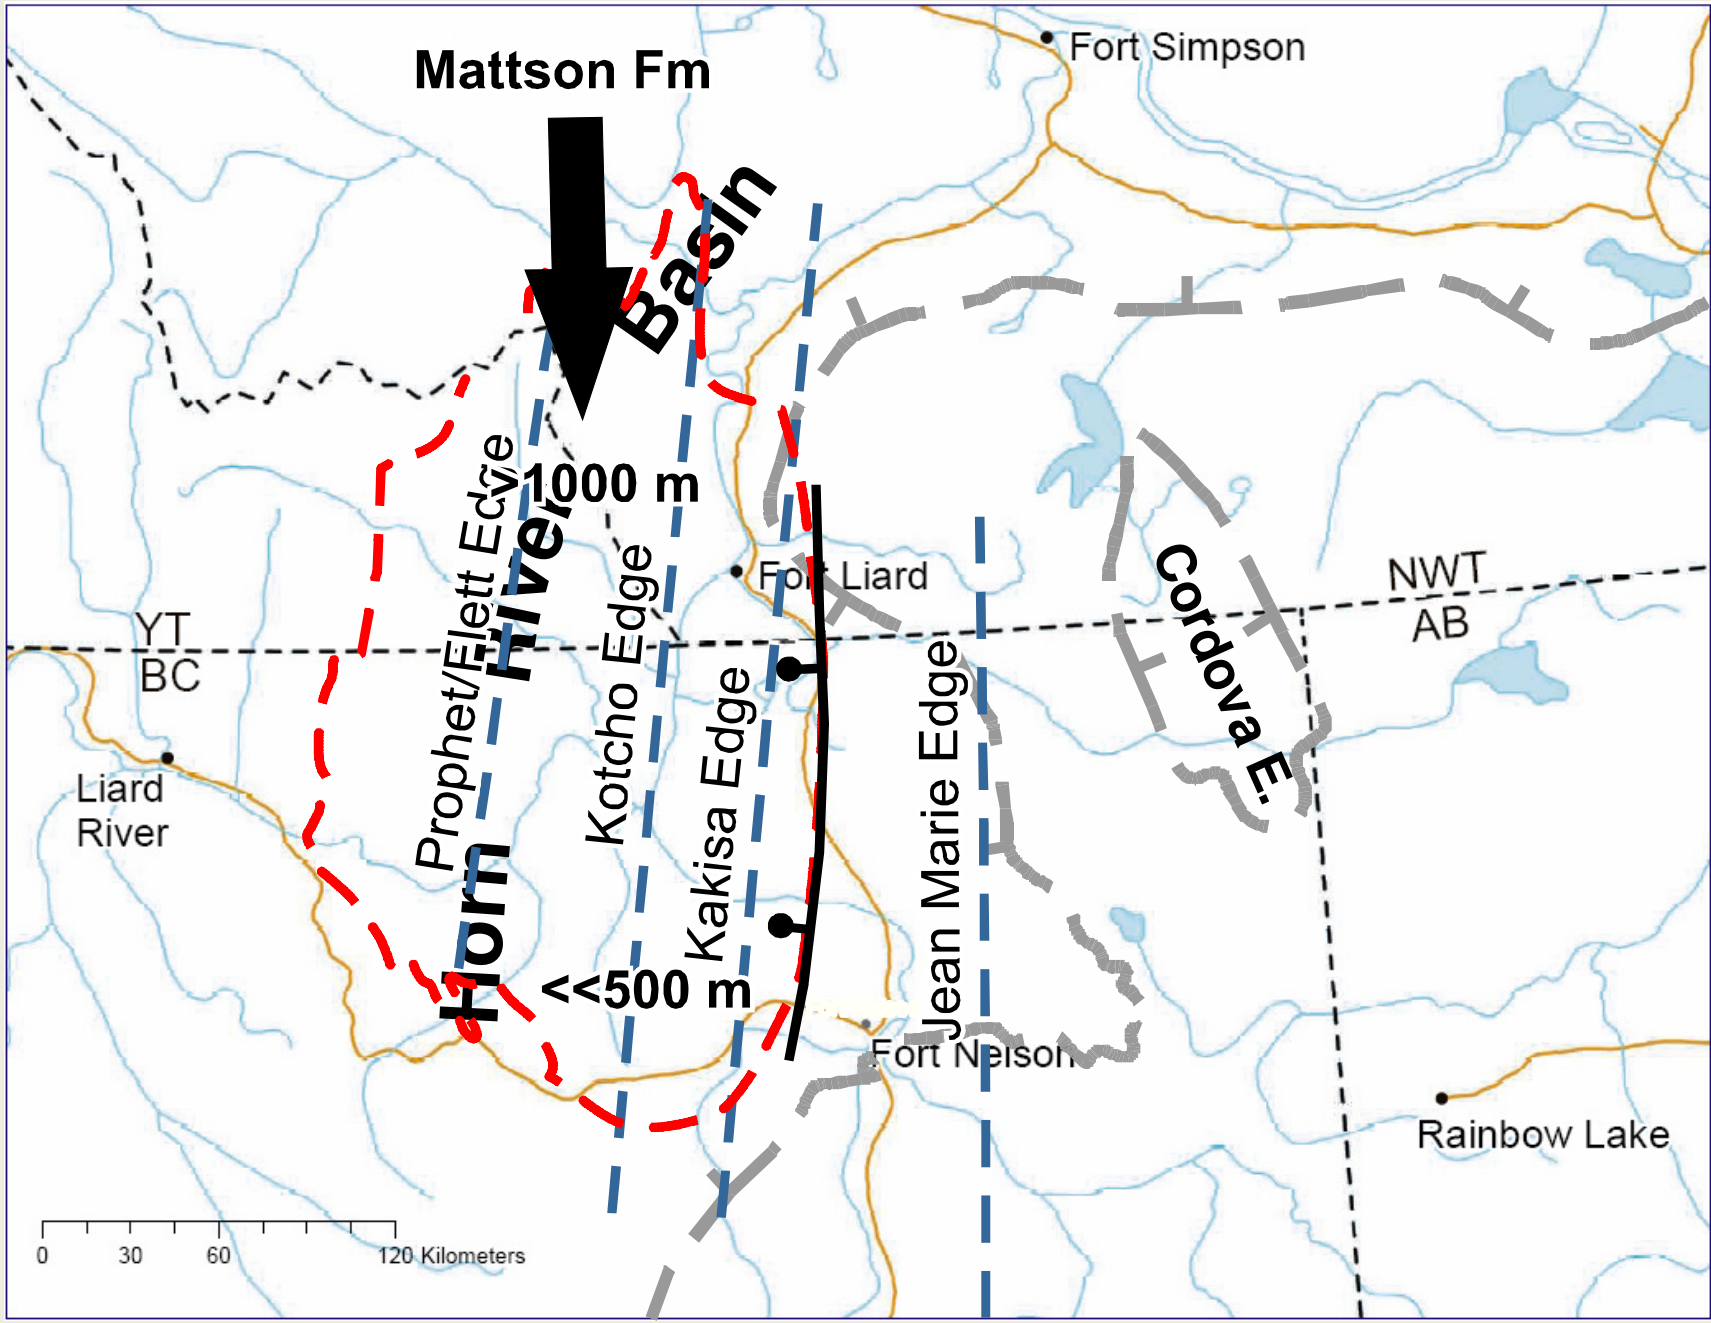 Fort Simpson
Mattson Fm
Horn River Basin
1000 m
Prophet/Flett Edge
Kotcho Edge
Kakisa Edge
Jean Marie Edge
Fort Liard
Cordova E.
NWT
AB
YT
BC
Liard
River
<<500 m
Fort Nelson
Rainbow Lake
0 30 60 120 Kilometers